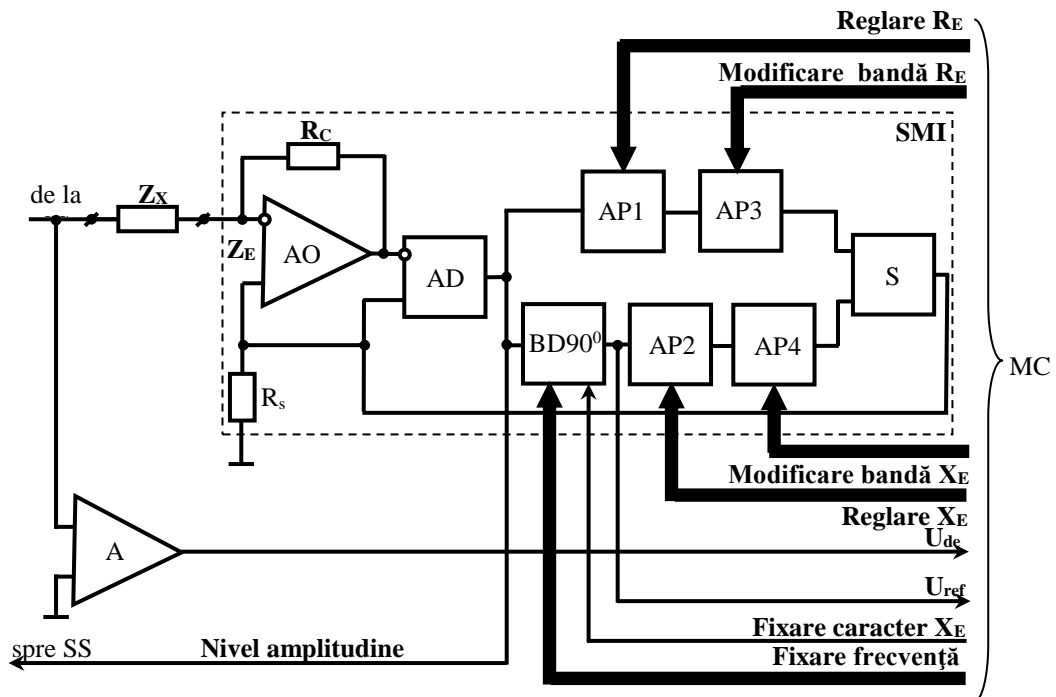 Reglare R_E
Modificare bandă R_E
SMI
R_C
de la
Z_X
AP1
AP3
Z_E
AO
AD
S
BD90⁰
AP2
AP4
MC
R_s
Modificare bandă X_E
Reglare X_E
A
U_de
U_ref
Fixare caracter X_E
spre SS
Nivel amplitudine
Fixare frecvenţă